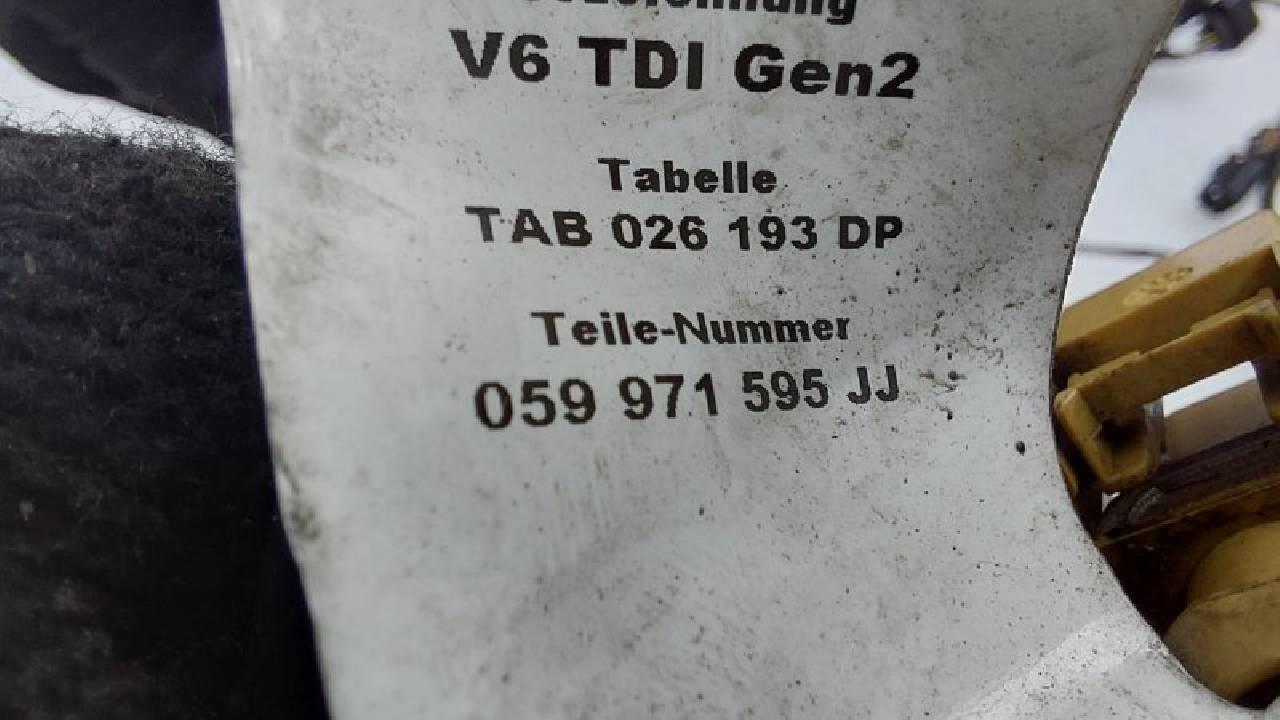 V6 TDI Gen2
Tabelle
TAB 026 193 DP
Teile-Nummer
059 971 595 JJ